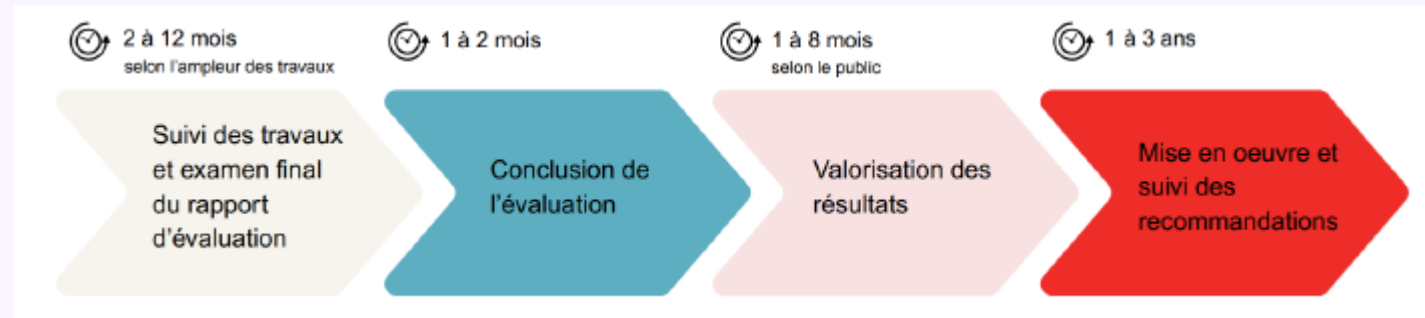 2 à 12 mois
selon l'ampleur des travaux
1 à 2 mois
1 à 8 mois
selon le public
1 à 3 ans
Suivi des travaux
et examen final
du rapport
d'évaluation
Conclusion de
l'évaluation
Valorisation des
résultats
Mise en oeuvre et
suivi des
recommandations